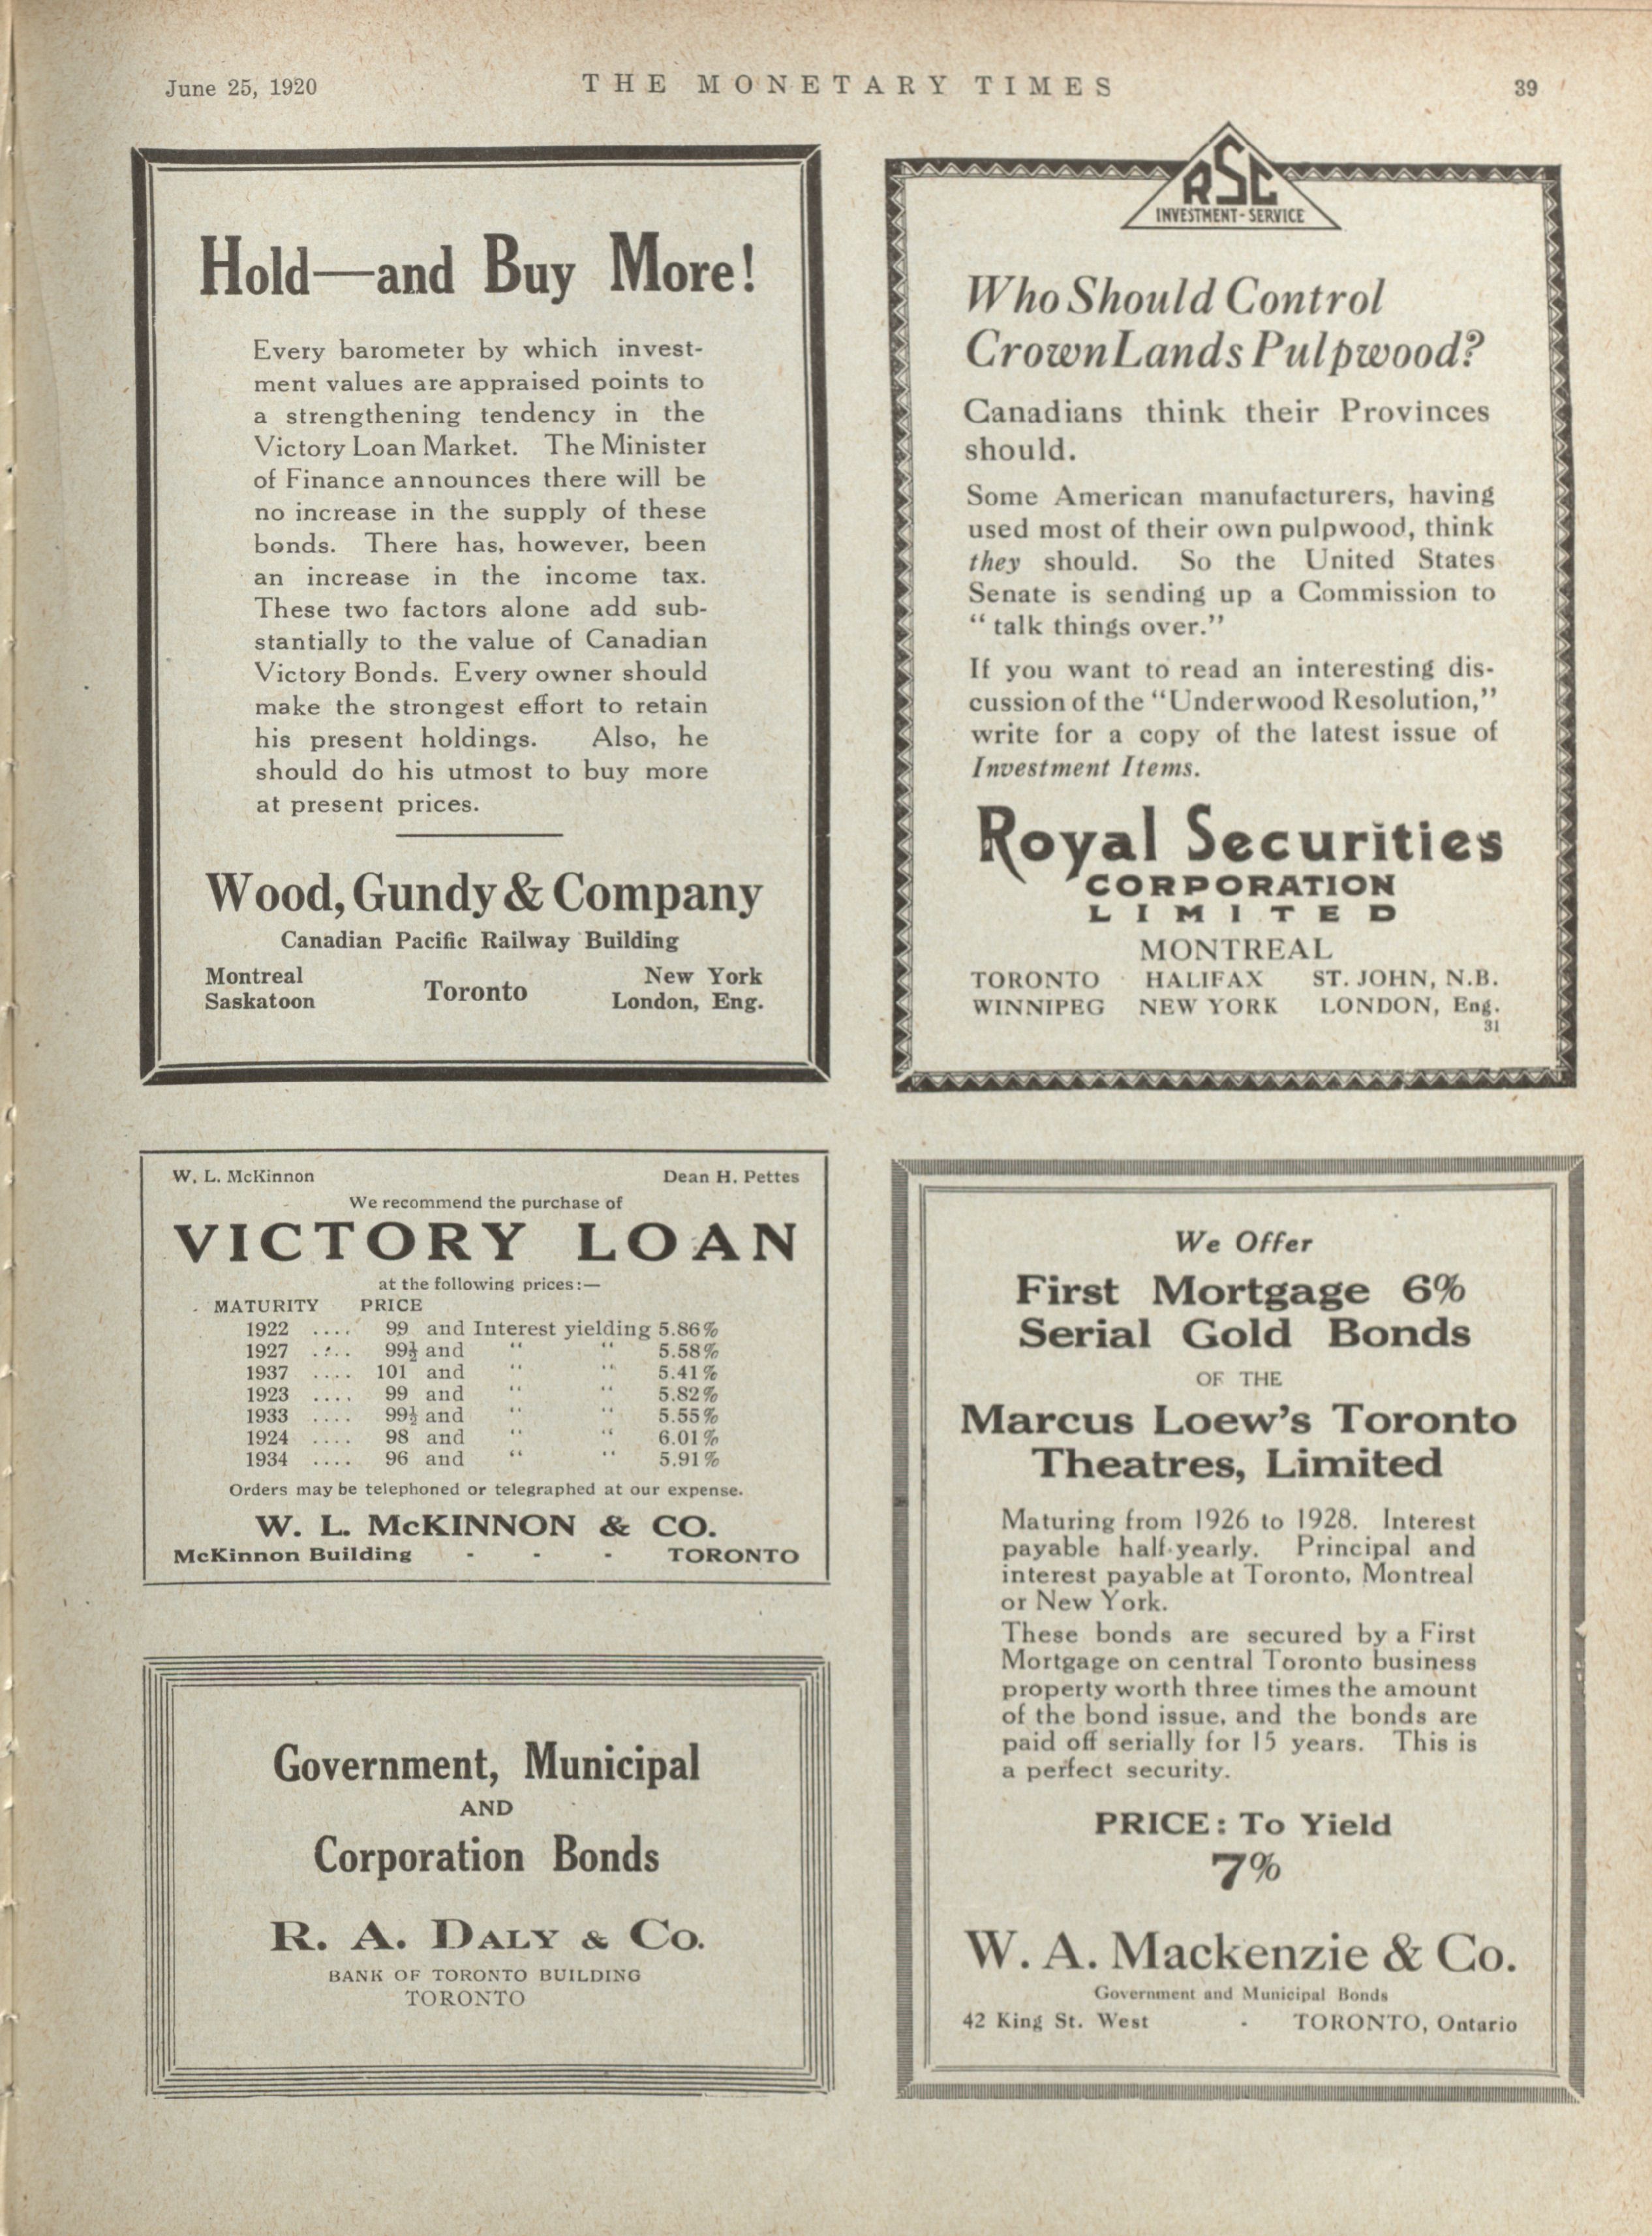 June 25, 1920
THE MONETARY TIMES
39
Hold—and Buy More!
Every barometer by which invest-
ment values are appraised points to
a strengthening tendency in the
Victory Loan Market. The Minister
of Finance announces there will be
no increase in the supply of these
bonds. There has, however, been
an increase in the income tax.
These two factors alone add sub-
stantially to the value of Canadian
Victory Bonds. Every owner should
make the strongest effort to retain
his present holdings. Also, he
should do his utmost to buy more
at present prices.
Wood, Gundy & Company
Canadian Pacific Railway Building
Montreal
Saskatoon
Toronto
New York
London, Eng.
RSC
INVESTMENT-SERVICE
Who Should Control
Crown Lands Pulpwood?
Canadians think their Provinces
should.
Some American manufacturers, having
used most of their own pulpwood, think
they should. So the United States
Senate is sending up a Commission to
“talk things over.”
If you want to read an interesting dis-
cussion of the “Underwood Resolution,”
write for a copy of the latest issue of
Investment Items.
Royal Securities
CORPORATION
LIMITED
MONTREAL
TORONTO HALIFAX ST. JOHN, N.B.
WINNIPEG NEW YORK LONDON, Eng.
31
W. L. McKinnon Dean H. Pettes
We recommend the purchase of
VICTORY LOAN
at the following prices:—
MATURITY PRICE
1922 .... 99 and Interest yielding 5.86%
1927 .... 99½ and “ “ 5.58%
1937 .... 101 and “ “ 5.41%
1923 .... 99 and “ “ 5.82%
1933 .... 99½ and “ “ 5.55%
1924 .... 98 and “ “ 6.01%
1934 .... 96 and “ “ 5.91%
Orders may be telephoned or telegraphed at our expense.
W. L. McKINNON & CO.
McKinnon Building - - - TORONTO
Government, Municipal
AND
Corporation Bonds
R. A. DALY & CO.
BANK OF TORONTO BUILDING
TORONTO
We Offer
First Mortgage 6%
Serial Gold Bonds
OF THE
Marcus Loew's Toronto
Theatres, Limited
Maturing from 1926 to 1928. Interest
payable half-yearly. Principal and
interest payable at Toronto, Montreal
or New York.
These bonds are secured by a First
Mortgage on central Toronto business
property worth three times the amount
of the bond issue, and the bonds are
paid off serially for 15 years. This is
a perfect security.
PRICE: To Yield
7%
W. A. Mackenzie & Co.
Government and Municipal Bonds
42 King St. West - TORONTO, Ontario